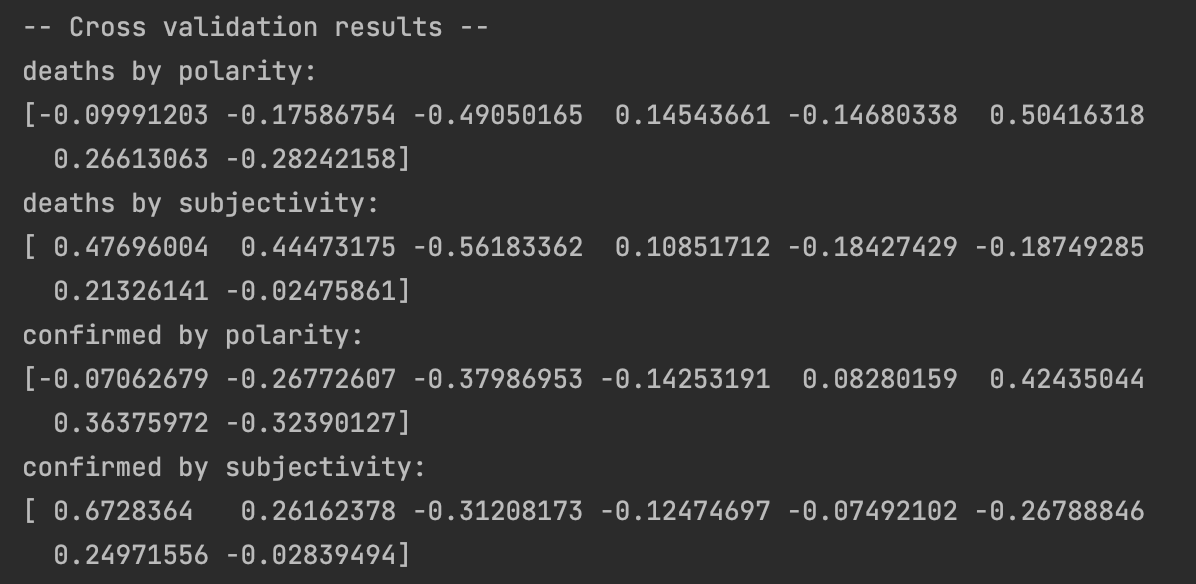 -- Cross validation results --
deaths by polarity:
[-0.09991203 -0.17586754 -0.49050165  0.14543661 -0.14680338  0.50416318
  0.26613063 -0.28242158]
deaths by subjectivity:
[ 0.47696004  0.44473175 -0.56183362  0.10851712 -0.18427429 -0.18749285
  0.21326141 -0.02475861]
confirmed by polarity:
[-0.07062679 -0.26772607 -0.37986953 -0.14253191  0.08280159  0.42435044
  0.36375972 -0.32390127]
confirmed by subjectivity:
[ 0.6728364   0.26162378 -0.31208173 -0.12474697 -0.07492102 -0.26788846
  0.24971556 -0.02839494]